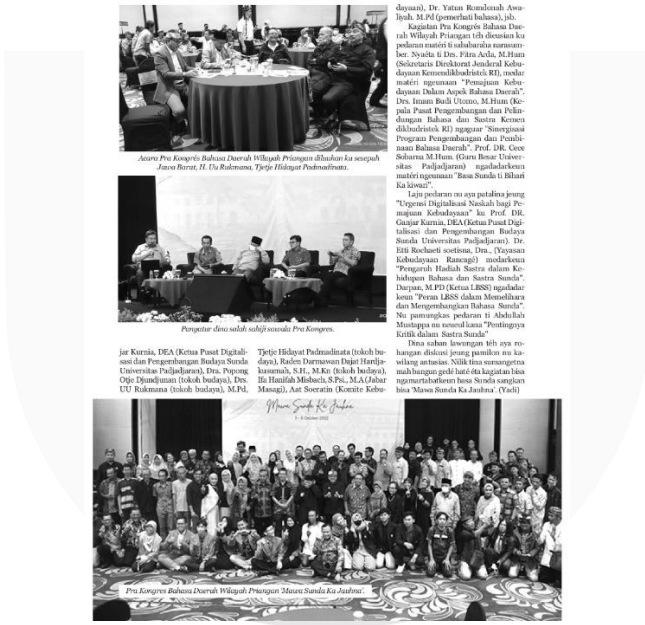 Acara Pra Kongrés Bahasa Daerah Wilayah Priangan diluuhan ku sesepuh
Jawa Barat, H. Uu Rukmana, Tjetje Hidayat Padmadinata.
Pangatur dina salah sahiji sawala Pra Kongres.
jar Kurnia, DEA (Ketua Pusat Digitali-
sasi dan Pengembangan Budaya Sunda
Universitas Padjadjaran), Dra. Popong
Otje Djundjunan (tokoh budaya), Drs.
UU Rukmana (tokoh budaya), M.Pd,
Tjetje Hidayat Padmadinata (tokoh bu-
daya), Raden Darmawan Dajat Hardja-
kusumah, S.H., M.Kn (tokoh budaya),
Ifa Hanifah Misbach, S.Psi., M.A (Jabar
Masagi), Aat Soeratin (Komite Kebu-
dayaan), Dr. Yatun Romdonah Awa-
liyah. M.Pd (pemerhati bahasa), jsb.
Kagiatan Pra Kongrés Bahasa Dae-
rah Wilayah Priangan téh dieusian ku
pedaran matéri ti sababaraha narasum-
ber. Nyaéta ti Drs. Fitra Arda, M.Hum
(Sekretaris Direktorat Jenderal Kebu-
dayaan Kemendikbudristek RI), medar
matéri ngeunaan "Pemajuan Kebu-
dayaan Dalam Aspek Bahasa Daerah".
Drs. Imam Budi Utomo, M.Hum (Ke-
pala Pusat Pengembangan dan Pelin-
dungan Bahasa dan Sastra Kemen
dikbudristek RI) ngaguar "Sinergisasi
Program Pengembangan dan Pembi-
naan Bahasa Daerah". Prof. DR. Cece
Sobarna M.Hum. (Guru Besar Univer-
sitas Padjadjaran) ngadadarkeun
matéri ngeunaan "Basa Sunda ti Bihari
Ka kiwari".
Laju pedaran nu aya patalina jeung
"Urgensi Digitalisasi Naskah bagi Pe-
majuan Kebudayaan" ku Prof. DR.
Ganjar Kurnia, DEA (Ketua Pusat Digi-
talisasi dan Pengembangan Budaya
Sunda Universitas Padjadjaran). Dr.
Etti Rochaeti soetisna, Dra., (Yayasan
Kebudayaan Rancagé) medarkeun
"Pengaruh Hadiah Sastra dalam Ke-
hidupan Bahasa dan Sastra Sunda".
Darpan, M.PD (Ketua LBSS) ngadadar
keun "Peran LBSS dalam Memelihara
dan Mengembangkan Bahasa Sunda".
Nu pamungkas pedaran ti Abdullah
Mustappa nu neueul kana "Pentingnya
Kritik dalam Sastra Sunda"
Dina saban lawungan téh aya ro-
hangan diskusi jeung pamilon nu ka-
wilang antusias. Nilik tina sumangetna
mah bangun gedé baté éta kagiatan bisa
ngamartabatkeun basa Sunda sangkan
bisa 'Mawa Sunda Ka Jauhna'. (Yadi)
Mawa Sunda Ka Jauhna
Pra Kongres Bahasa Daerah Wilayah Priangan 'Mawa Sunda Ka Jauhna'.